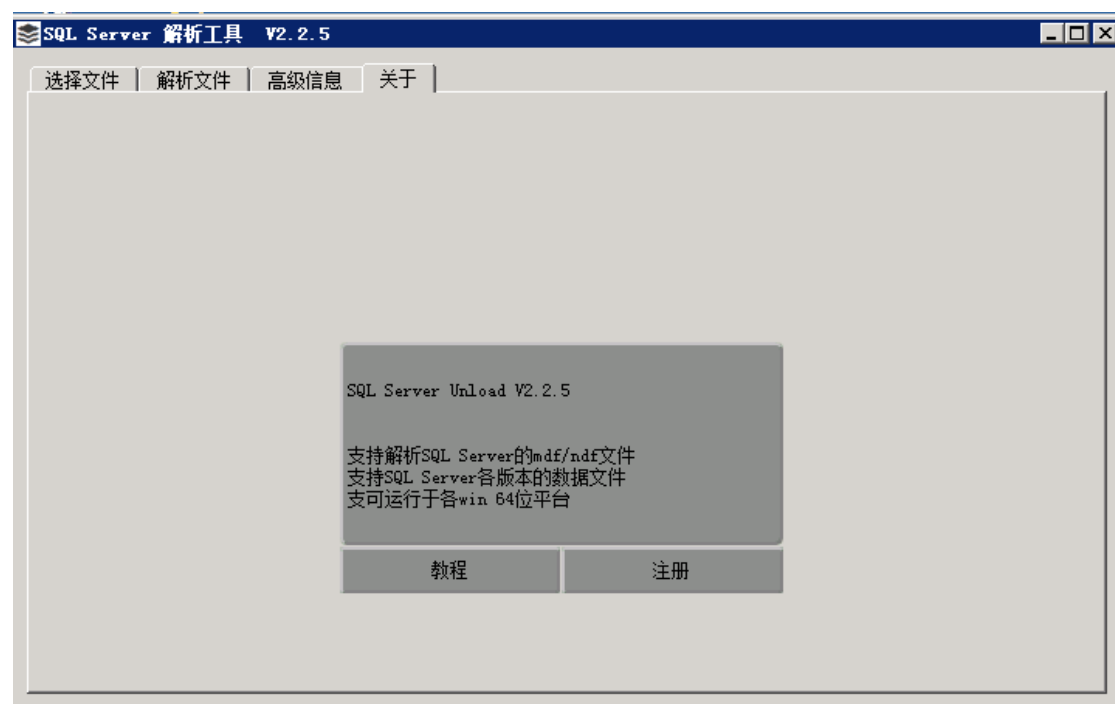 SQL Server 解析工具 V2.2.5
选择文件 解析文件 高级信息 关于
SQL Server Unload V2.2.5
支持解析SQL Server的mdf/ndf文件
支持SQL Server各版本的数据文件
支可运行于各win 64位平台
教程 注册